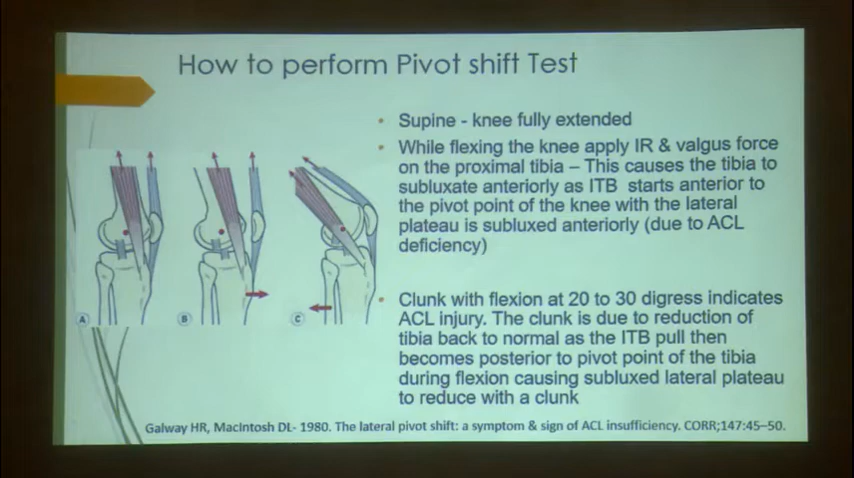 How to perform Pivot shift Test
• Supine - knee fully extended
• While flexing the knee apply IR & valgus force
on the proximal tibia – This causes the tibia to
subluxate anteriorly as ITB starts anterior to
the pivot point of the knee with the lateral
plateau is subluxed anteriorly (due to ACL
deficiency)
A
B
C
• Clunk with flexion at 20 to 30 digress indicates
ACL injury. The clunk is due to reduction of
tibia back to normal as the ITB pull then
becomes posterior to pivot point of the tibia
during flexion causing subluxed lateral plateau
to reduce with a clunk
Galway HR, MacIntosh DL- 1980. The lateral pivot shift: a symptom & sign of ACL insufficiency. CORR;147:45–50.